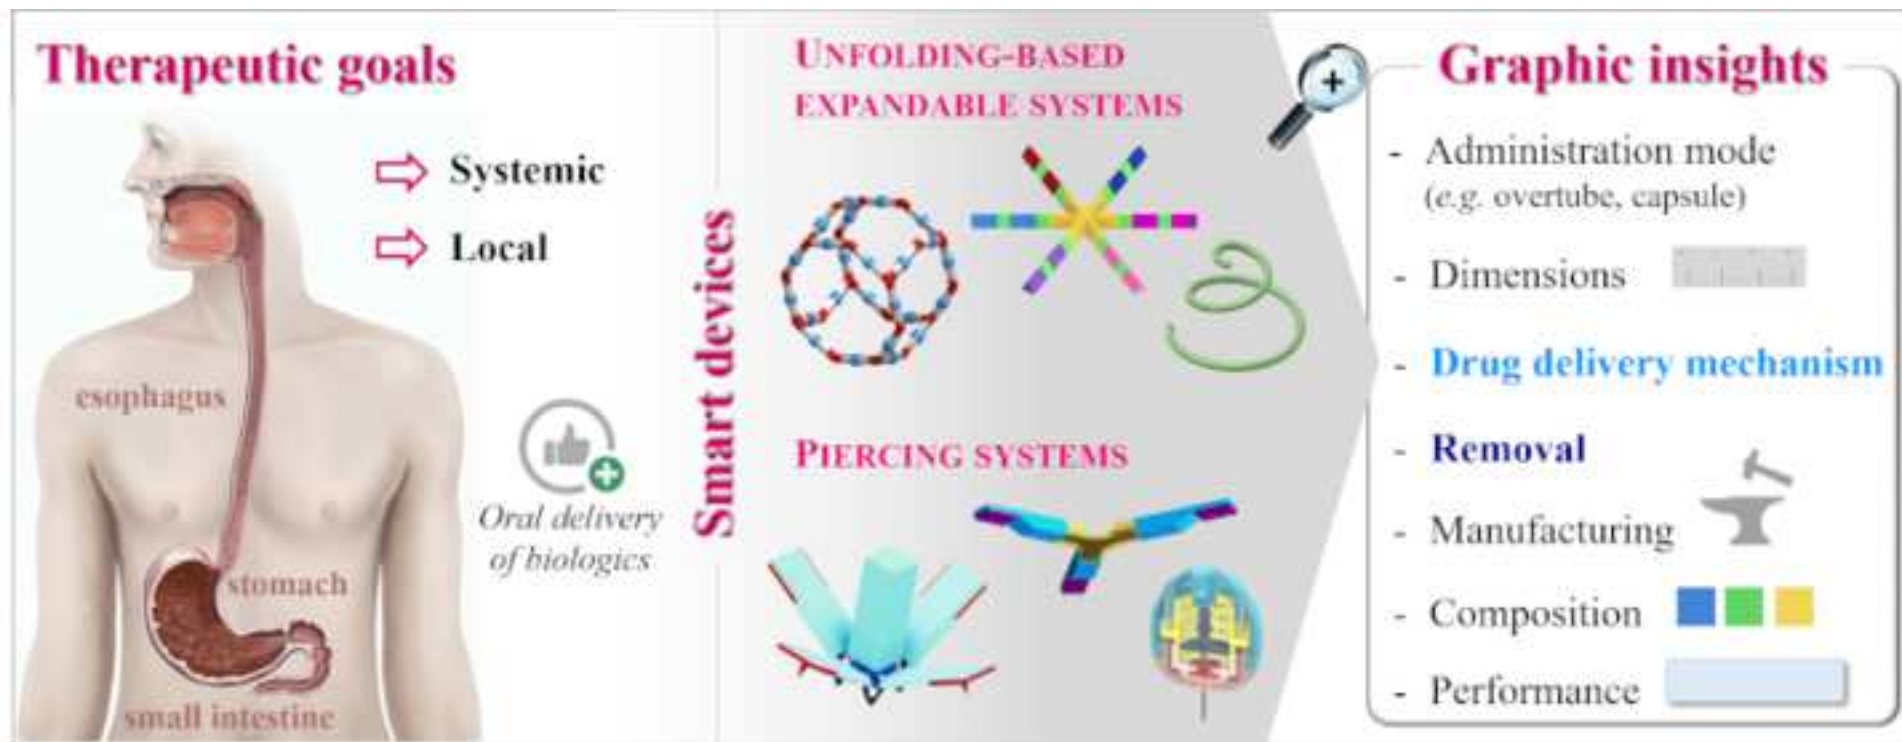 Therapeutic goals
Systemic
Local
esophagus
stomach
small intestine
Oral delivery
of biologics
Smart devices
UNFOLDING-BASED
EXPANDABLE SYSTEMS
PIERCING SYSTEMS
Graphic insights
- Administration mode
(e.g. overtube, capsule)
- Dimensions
- Drug delivery mechanism
- Removal
- Manufacturing
- Composition
- Performance